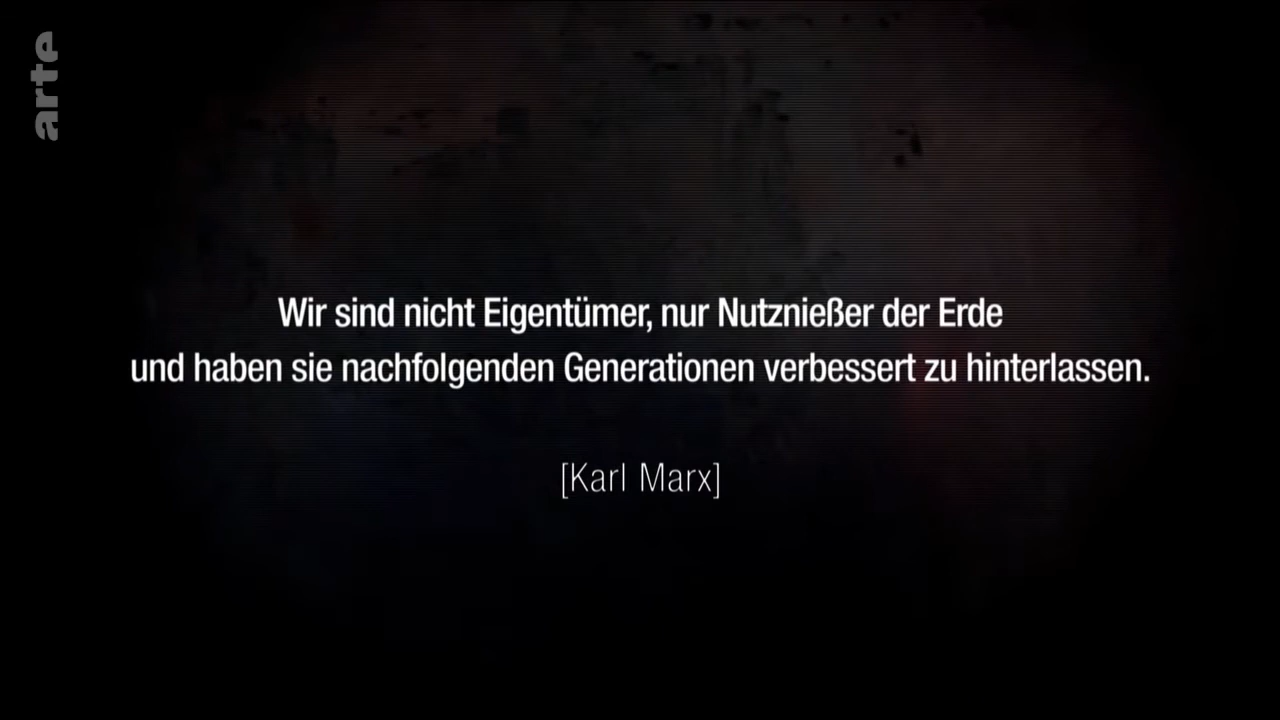 arte
Wir sind nicht Eigentümer, nur Nutznießer der Erde
und haben sie nachfolgenden Generationen verbessert zu hinterlassen.
[Karl Marx]